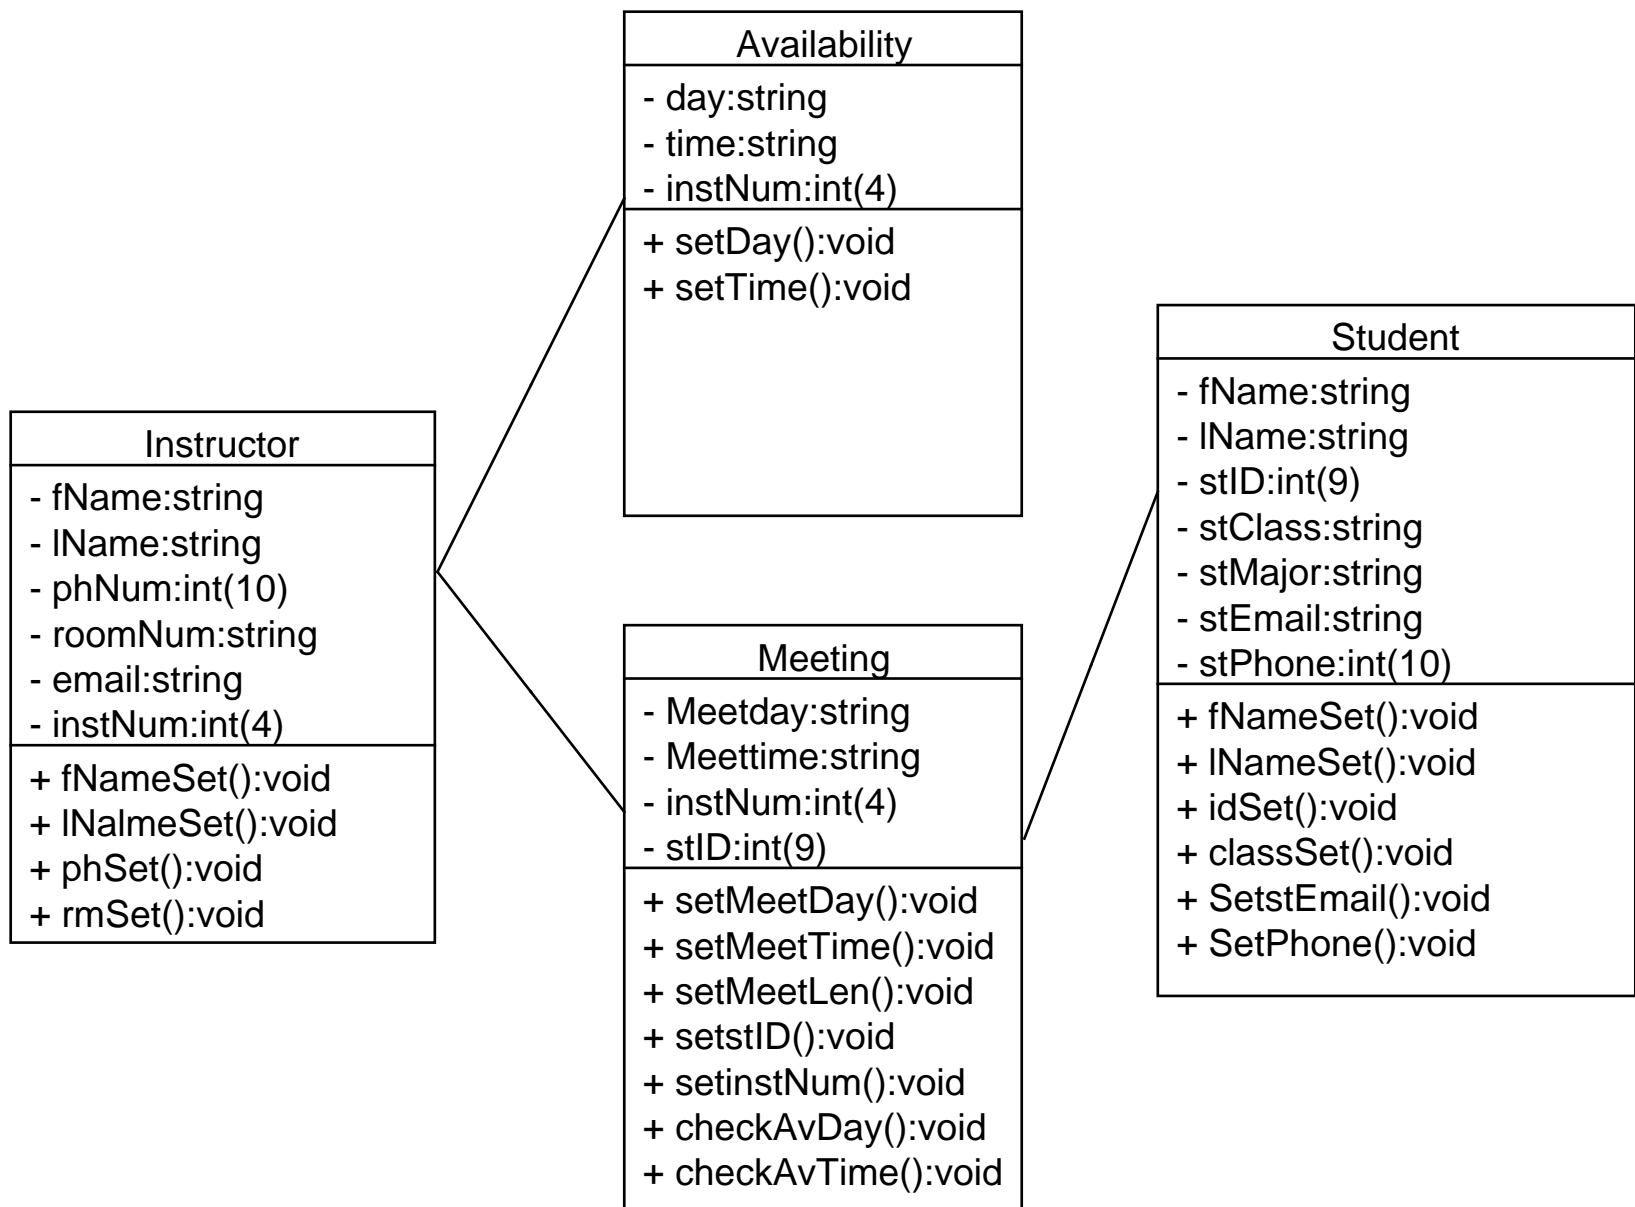 Availability
- day:string
- time:string
- instNum:int(4)
+ setDay():void
+ setTime():void
Instructor
- fName:string
- lName:string
- phNum:int(10)
- roomNum:string
- email:string
- instNum:int(4)
+ fNameSet():void
+ lNalmeSet():void
+ phSet():void
+ rmSet():void
Meeting
- Meetday:string
- Meettime:string
- instNum:int(4)
- stID:int(9)
+ setMeetDay():void
+ setMeetTime():void
+ setMeetLen():void
+ setstID():void
+ setinstNum():void
+ checkAvDay():void
+ checkAvTime():void
Student
- fName:string
- lName:string
- stID:int(9)
- stClass:string
- stMajor:string
- stEmail:string
- stPhone:int(10)
+ fNameSet():void
+ lNameSet():void
+ idSet():void
+ classSet():void
+ SetstEmail():void
+ SetPhone():void